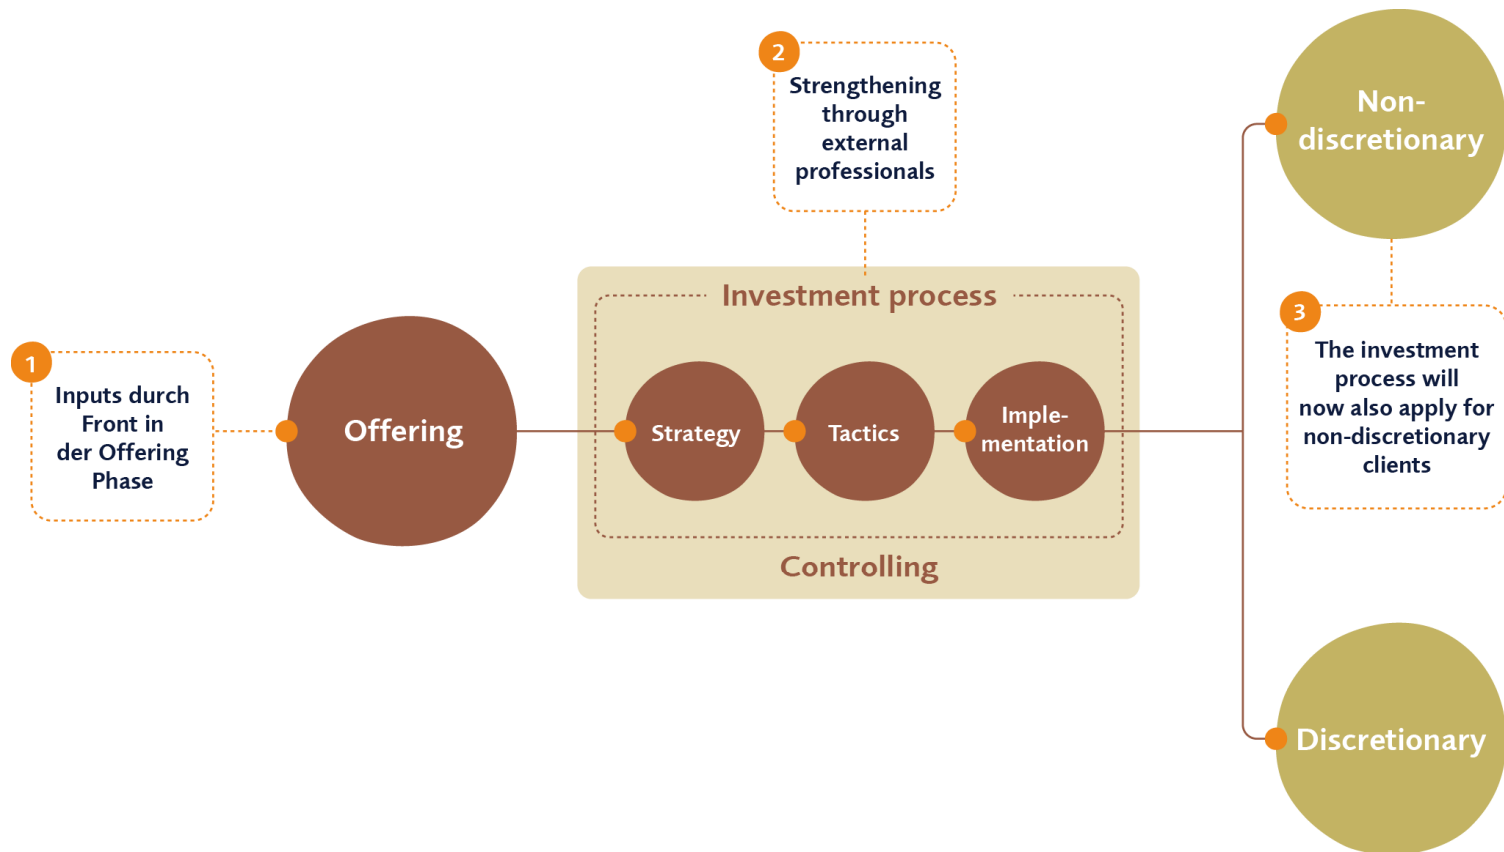 1
Inputs durch
Front in
der Offering
Phase
Offering
2
Strengthening
through
external
professionals
Investment process
Strategy
Tactics
Imple-
mentation
Controlling
Non-
discretionary
3
The investment
process will
now also apply for
non-discretionary
clients
Discretionary